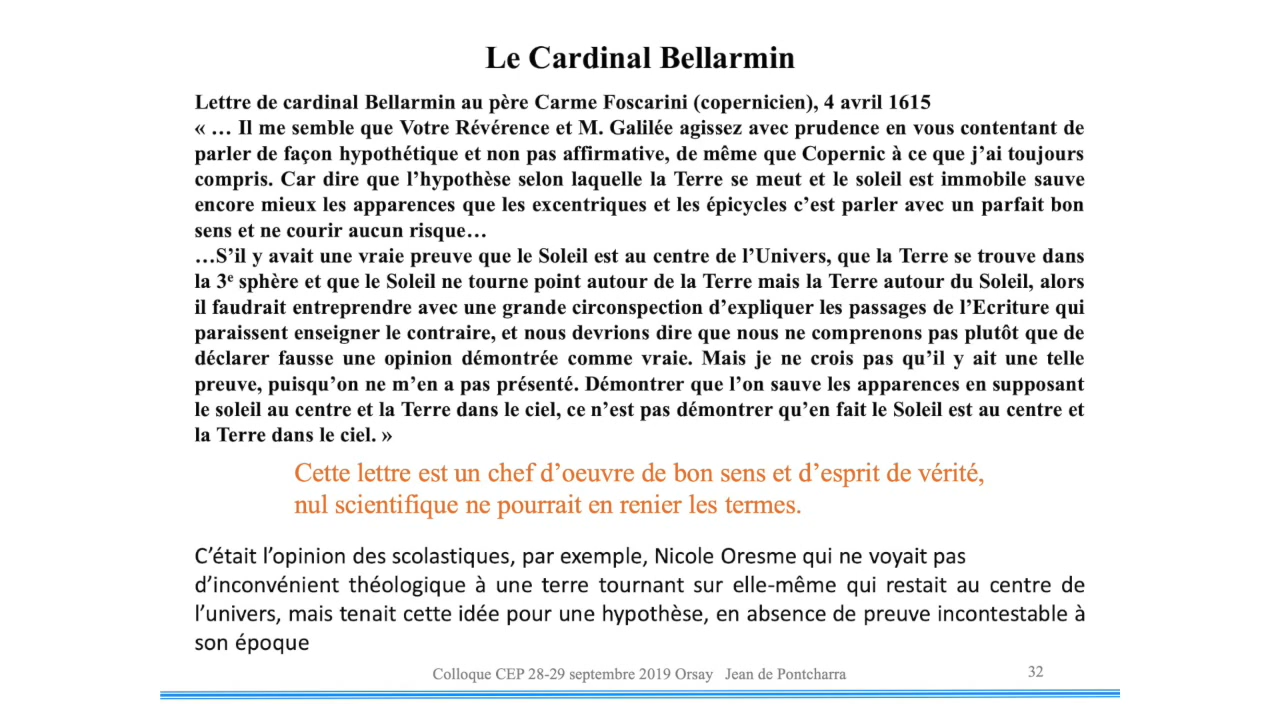 Le Cardinal Bellarmin
Lettre de cardinal Bellarmin au père Carme Foscarini (copernicien), 4 avril 1615
« … Il me semble que Votre Révérence et M. Galilée agissez avec prudence en vous contentant de
parler de façon hypothétique et non pas affirmative, de même que Copernic à ce que j’ai toujours
compris. Car dire que l’hypothèse selon laquelle la Terre se meut et le soleil est immobile sauve
encore mieux les apparences que les excentriques et les épicycles c’est parler avec un parfait bon
sens et ne courir aucun risque…
…S’il y avait une vraie preuve que le Soleil est au centre de l’Univers, que la Terre se trouve dans
la 3e sphère et que le Soleil ne tourne point autour de la Terre mais la Terre autour du Soleil, alors
il faudrait entreprendre avec une grande circonspection d’expliquer les passages de l’Ecriture qui
paraissent enseigner le contraire, et nous devrions dire que nous ne comprenons pas plutôt que de
déclarer fausse une opinion démontrée comme vraie. Mais je ne crois pas qu’il y ait une telle
preuve, puisqu’on ne m’en a pas présenté. Démontrer que l’on sauve les apparences en supposant
le soleil au centre et la Terre dans le ciel, ce n’est pas démontrer qu’en fait le Soleil est au centre et
la Terre dans le ciel. »
Cette lettre est un chef d’oeuvre de bon sens et d’esprit de vérité,
nul scientifique ne pourrait en renier les termes.
C’était l’opinion des scolastiques, par exemple, Nicole Oresme qui ne voyait pas
d’inconvénient théologique à une terre tournant sur elle-même qui restait au centre de
l’univers, mais tenait cette idée pour une hypothèse, en absence de preuve incontestable à
son époque
Colloque CEP 28-29 septembre 2019 Orsay Jean de Pontcharra
32